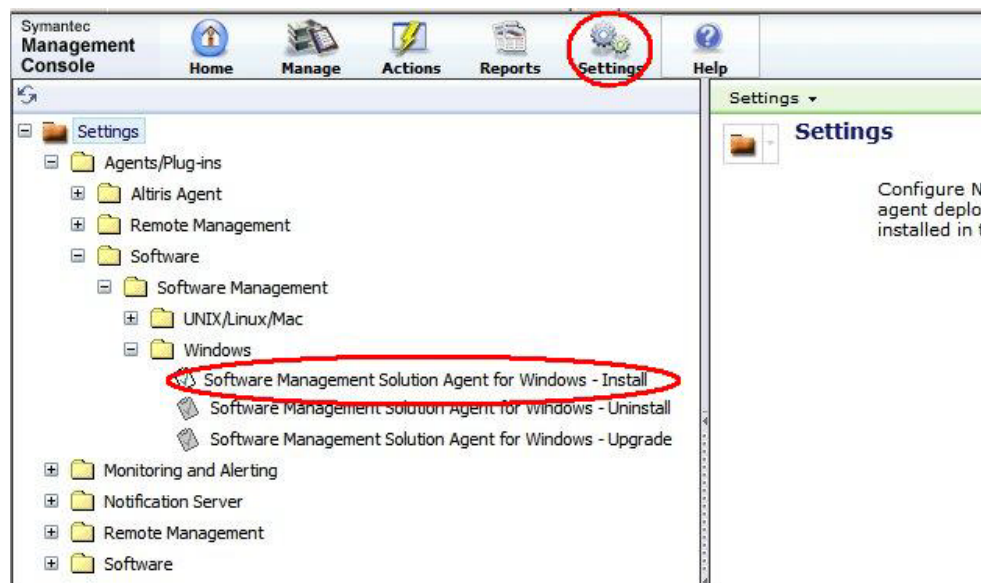 Symantec
Management
Console
Home
Manage
Actions
Reports
Settings
Help
Settings
Agents/Plug-ins
Altiris Agent
Remote Management
Software
Software Management
UNIX/Linux/Mac
Windows
Software Management Solution Agent for Windows - Install
Software Management Solution Agent for Windows - Uninstall
Software Management Solution Agent for Windows - Upgrade
Monitoring and Alerting
Notification Server
Remote Management
Software
Settings
Settings
Configure N
agent deplo
installed in t